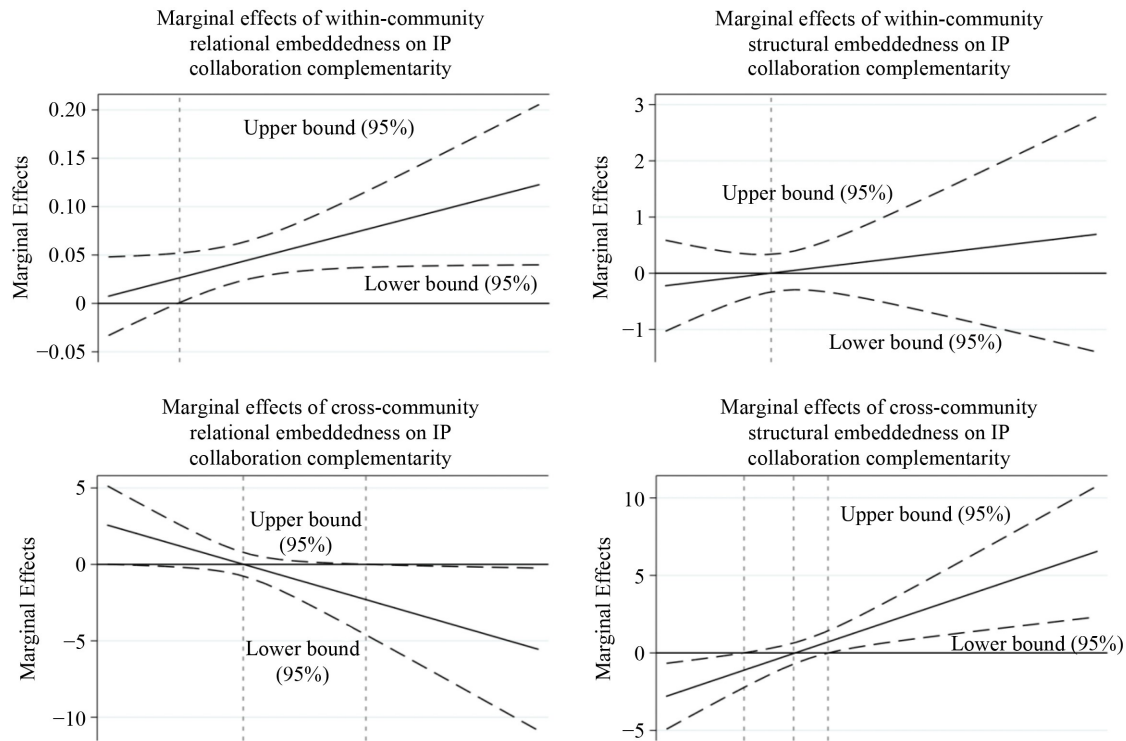 Marginal effects of within-community
relational embeddedness on IP
collaboration complementarity
Marginal Effects
0.20
0.15
0.10
0.05
0
−0.05
Upper bound (95%)
Lower bound (95%)
Marginal effects of within-community
structural embeddedness on IP
collaboration complementarity
Marginal Effects
3
2
1
0
−1
Upper bound (95%)
Lower bound (95%)
Marginal effects of cross-community
relational embeddedness on IP
collaboration complementarity
Marginal Effects
5
0
−5
−10
Upper bound
(95%)
Lower bound
(95%)
Marginal effects of cross-community
structural embeddedness on IP
collaboration complementarity
Marginal Effects
10
5
0
−5
Upper bound (95%)
Lower bound (95%)